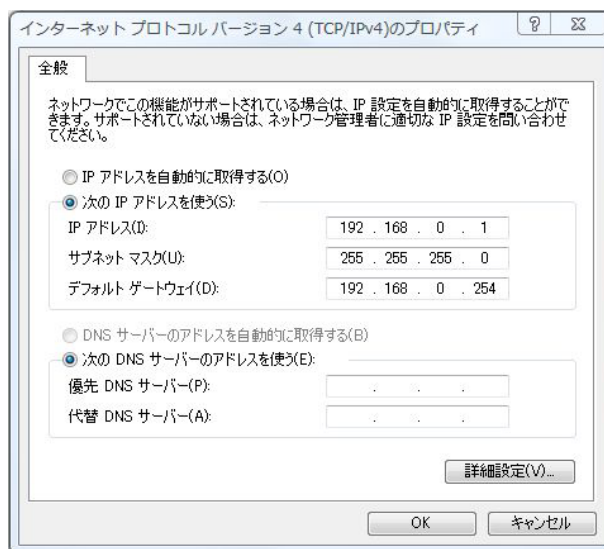 インターネット プロトコル バージョン 4 (TCP/IPv4)のプロパティ
全般
ネットワークでこの機能がサポートされている場合は、IP 設定を自動的に取得することがで
きます。サポートされていない場合は、ネットワーク管理者に適切な IP 設定を問い合わせ
てください。
IP アドレスを自動的に取得する(O)
次の IP アドレスを使う(S):
IP アドレス(I): 192 . 168 . 0 . 1
サブネット マスク(U): 255 . 255 . 255 . 0
デフォルト ゲートウェイ(D): 192 . 168 . 0 . 254
DNS サーバーのアドレスを自動的に取得する(B)
次の DNS サーバーのアドレスを使う(E):
優先 DNS サーバー(P): . . .
代替 DNS サーバー(A): . . .
詳細設定(V)...
OK キャンセル